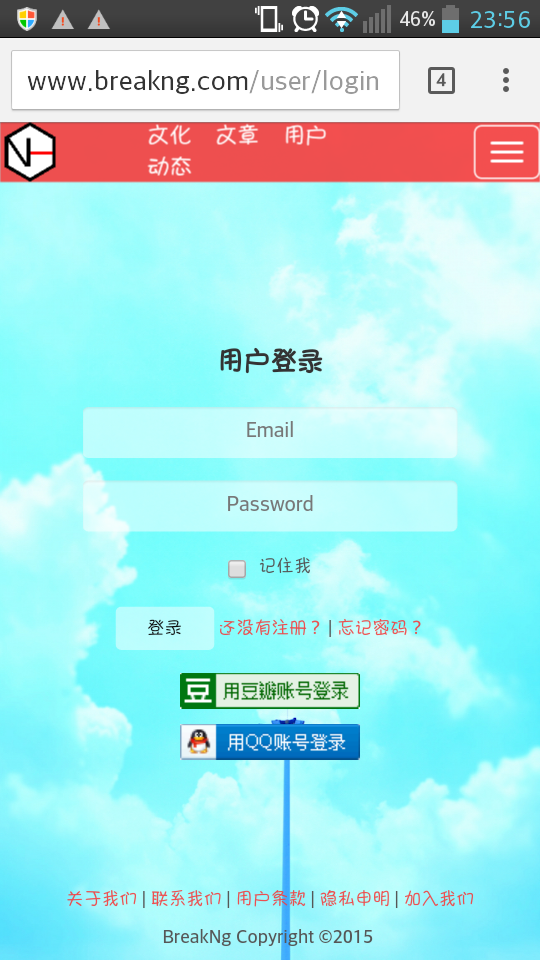 46% 23:56
www.breakng.com/user/login 4
文化 文章 用户
动态
用户登录
Email
Password
记住我
登录 还没有注册？ | 忘记密码？
豆 用豆瓣账号登录
用QQ账号登录
关于我们 | 联系我们 | 用户条款 | 隐私申明 | 加入我们
BreakNg Copyright ©2015